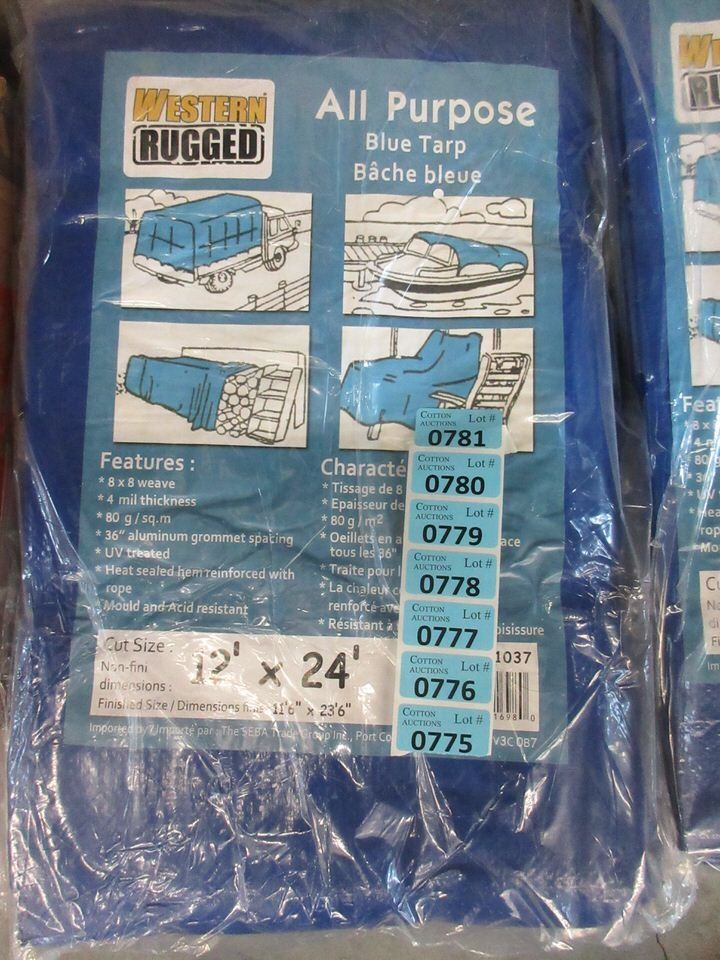 WESTERN
RUGGED
All Purpose
Blue Tarp
Bâche bleue
Features :
* 8 x 8 weave
* 4 mil thickness
* 80 g / sq.m
* 36" aluminum grommet spacing
* UV treated
* Heat sealed hem reinforced with
rope
* Mould and Acid resistant
* Tissage de 8
* Epaisseur de
* 80 g / m²
* Oeillets en
tous les 36"
* Traite pour
* La chaleur
renforcé
* Résistant à
COTTON AUCTIONS Lot #
0781
COTTON AUCTIONS Lot #
0780
COTTON AUCTIONS Lot #
0779
COTTON AUCTIONS Lot #
0778
COTTON AUCTIONS Lot #
0777
COTTON AUCTIONS Lot #
0776
COTTON AUCTIONS Lot #
0775
Cut Size :
Non-fini
dimensions :
12' x 24'
Finished Size / Dimensions 11'6" x 23'6"
1037
Imported by / Importé par : The SEBA Trade Group Inc., Port
V3C 0B7
WE
RU
Fea